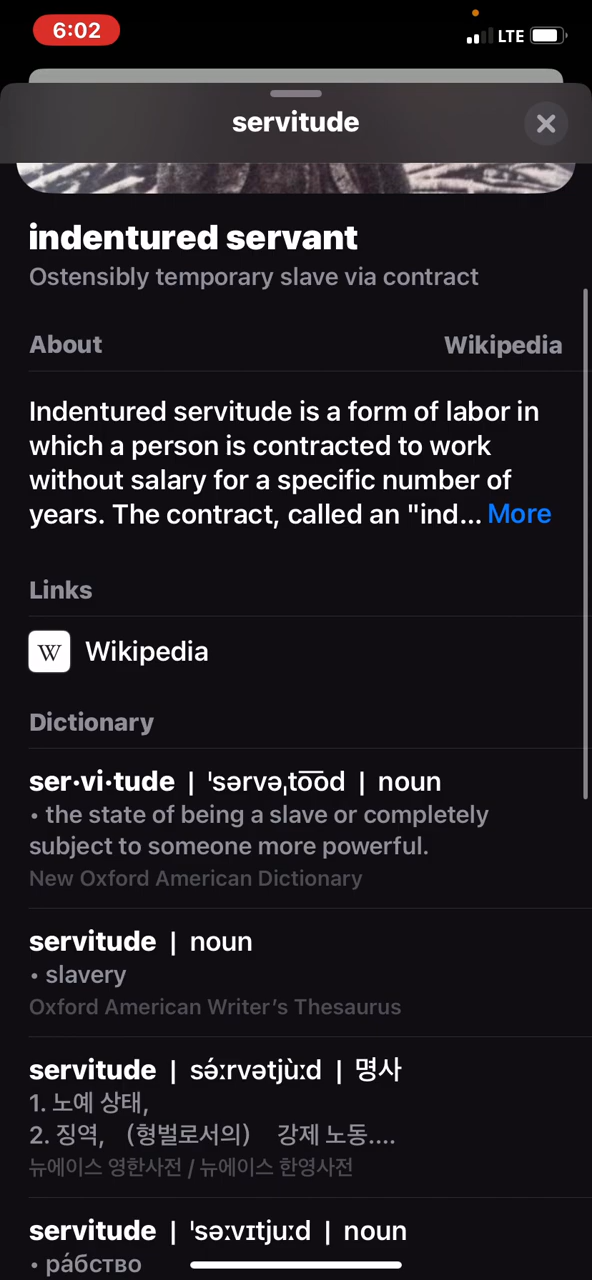 6:02
LTE
servitude
indentured servant
Ostensibly temporary slave via contract
About
Wikipedia
Indentured servitude is a form of labor in
which a person is contracted to work
without salary for a specific number of
years. The contract, called an "ind... More
Links
W Wikipedia
Dictionary
ser·vi·tude | ˈsərvəˌto͞od | noun
• the state of being a slave or completely
subject to someone more powerful.
New Oxford American Dictionary
servitude | noun
• slavery
Oxford American Writer’s Thesaurus
servitude | sə́ːrvətjùːd | 명사
1. 노예 상태,
2. 징역, (형벌로서의) 강제 노동....
뉴에이스 영한사전 / 뉴에이스 한영사전
servitude | ˈsəːvɪtjuːd | noun
• рáбство